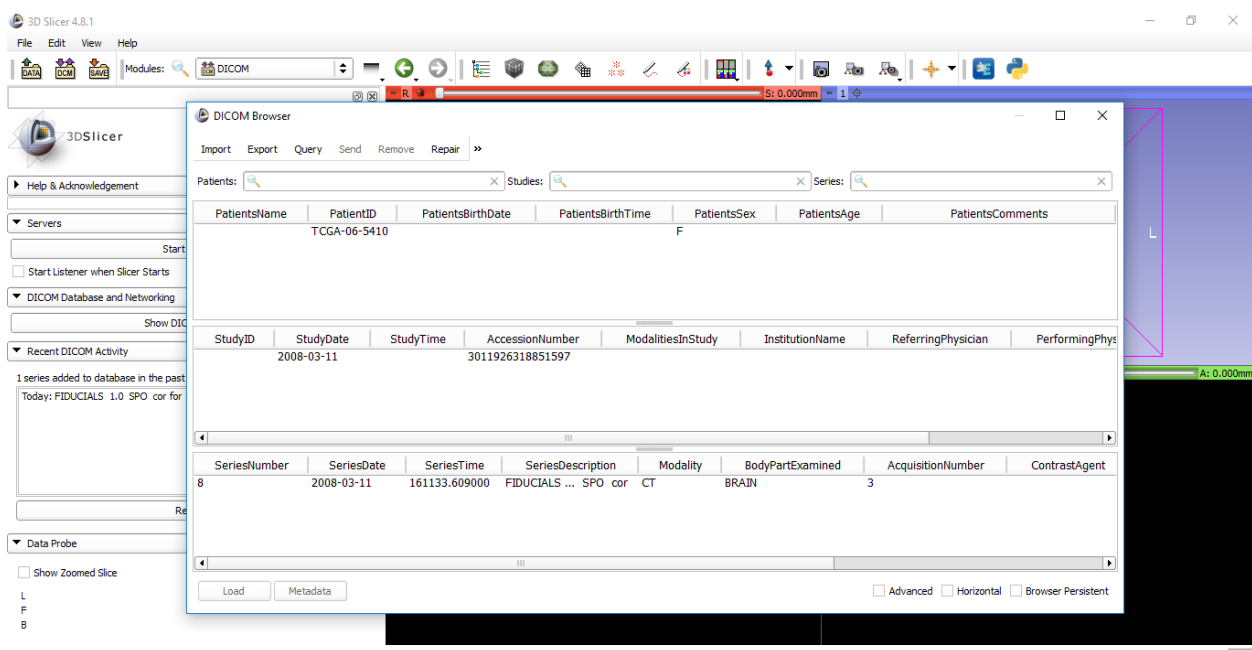 3D Slicer 4.8.1
File Edit View Help
DATA DCM SAVE Modules: DICOM
R S: 0.000mm 1
3DSlicer
DICOM Browser
Import Export Query Send Remove Repair »
Patients: Studies: Series:
Help & Acknowledgement
PatientsName PatientID PatientsBirthDate PatientsBirthTime PatientsSex PatientsAge PatientsComments
TCGA-06-5410 F
Servers
L
Start
Start Listener when Slicer Starts
DICOM Database and Networking
Show DIC
StudyID StudyDate StudyTime AccessionNumber ModalitiesInStudy InstitutionName ReferringPhysician PerformingPhys
2008-03-11 3011926318851597
Recent DICOM Activity
A: 0.000mm
1 series added to database in the past
Today: FIDUCIALS 1.0 SPO cor for
SeriesNumber SeriesDate SeriesTime SeriesDescription Modality BodyPartExamined AcquisitionNumber ContrastAgent
8 2008-03-11 161133.609000 FIDUCIALS ... SPO cor CT BRAIN 3
Re
Data Probe
Show Zoomed Slice
Load Metadata Advanced Horizontal Browser Persistent
L
F
B